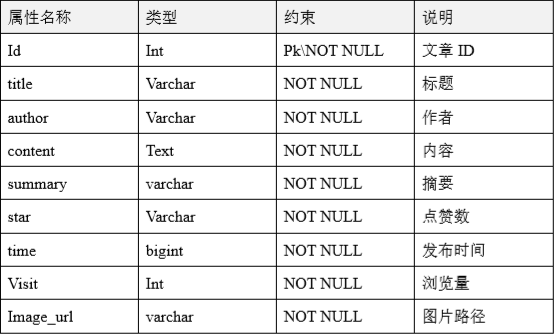 属性名称 类型 约束 说明
Id Int Pk\NOT NULL 文章 ID
title Varchar NOT NULL 标题
author Varchar NOT NULL 作者
content Text NOT NULL 内容
summary varchar NOT NULL 摘要
star Varchar NOT NULL 点赞数
time bigint NOT NULL 发布时间
Visit Int NOT NULL 浏览量
Image_url varchar NOT NULL 图片路径